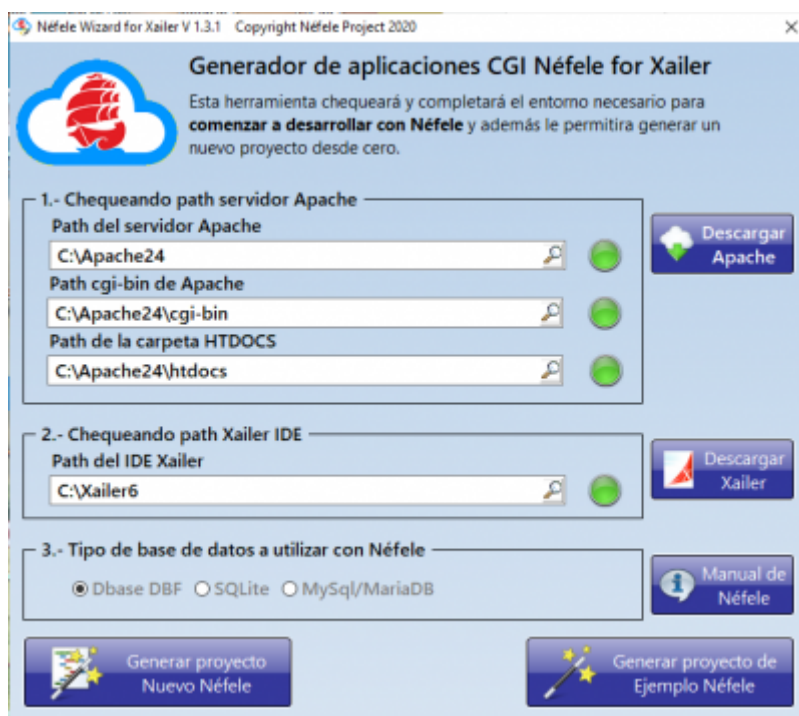 Néfele Wizard for Xailer V 1.3.1 Copyright Néfele Project 2020
Generador de aplicaciones CGI Néfele for Xailer
Esta herramienta chequeará y completará el entorno necesario para
comenzar a desarrollar con Néfele y además le permitira generar un
nuevo proyecto desde cero.
1.- Chequeando path servidor Apache
Path del servidor Apache
C:\Apache24
Descargar
Apache
Path cgi-bin de Apache
C:\Apache24\cgi-bin
Path de la carpeta HTDOCS
C:\Apache24\htdocs
2.- Chequeando path Xailer IDE
Path del IDE Xailer
C:\Xailer6
Descargar
Xailer
3.- Tipo de base de datos a utilizar con Néfele
Dbase DBF SQLite MySql/MariaDB
Manual de
Néfele
Generar proyecto
Nuevo Néfele
Generar proyecto de
Ejemplo Néfele